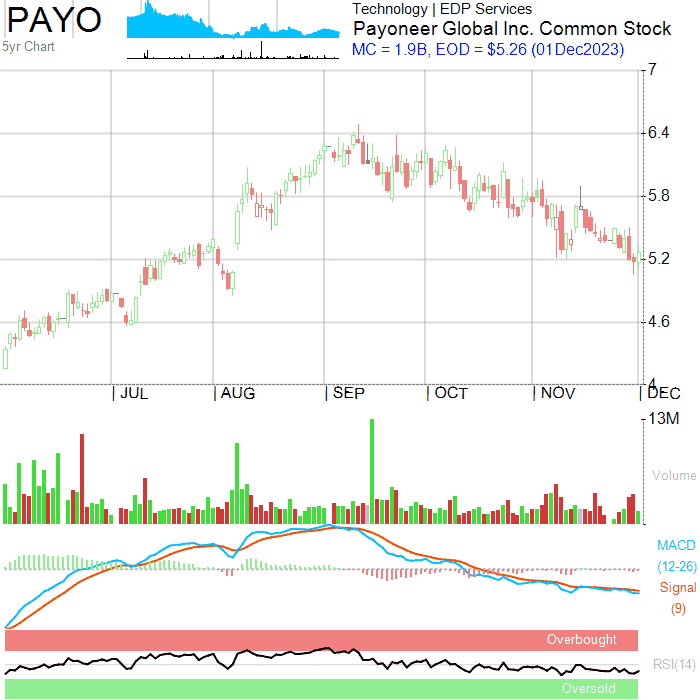 PAYO
Technology | EDP Services
Payoneer Global Inc. Common Stock
5yr Chart
MC = 1.9B, EOD = $5.26 (01Dec2023)
7
6.4
5.8
5.2
4.6
4
| JUL | AUG | SEP | OCT | NOV | DEC
13M
Volume
MACD
(12-26)
Signal
(9)
Overbought
RSI(14)
Oversold